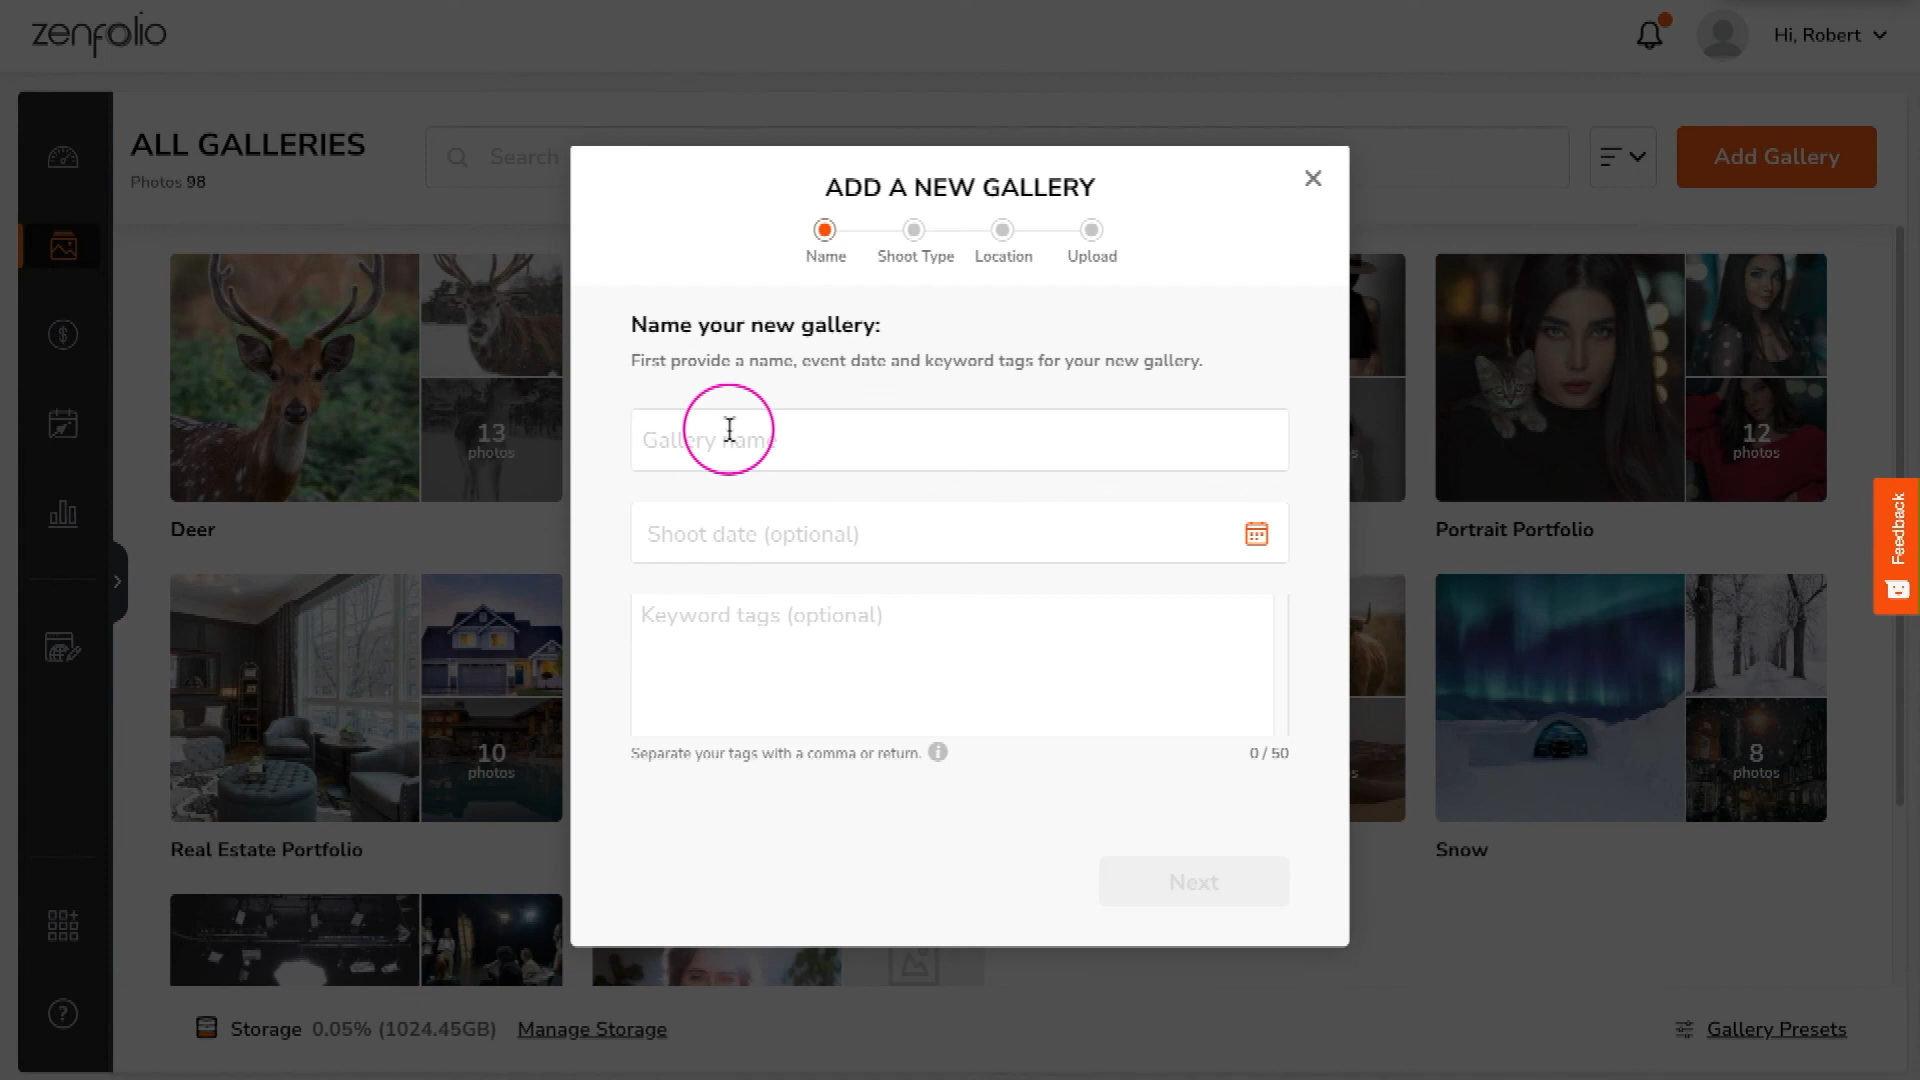 zenfolio
Hi, Robert
ALL GALLERIES
Photos 98
Search
Add Gallery
ADD A NEW GALLERY
Name
Shoot Type
Location
Upload
Name your new gallery:
First provide a name, event date and keyword tags for your new gallery.
Gallery name
Shoot date (optional)
Keyword tags (optional)
Separate your tags with a comma or return.
0 / 50
Next
13
photos
Deer
12
photos
Portrait Portfolio
10
photos
Real Estate Portfolio
8
photos
Snow
Feedback
Storage 0.05% (1024.45GB) Manage Storage
Gallery Presets